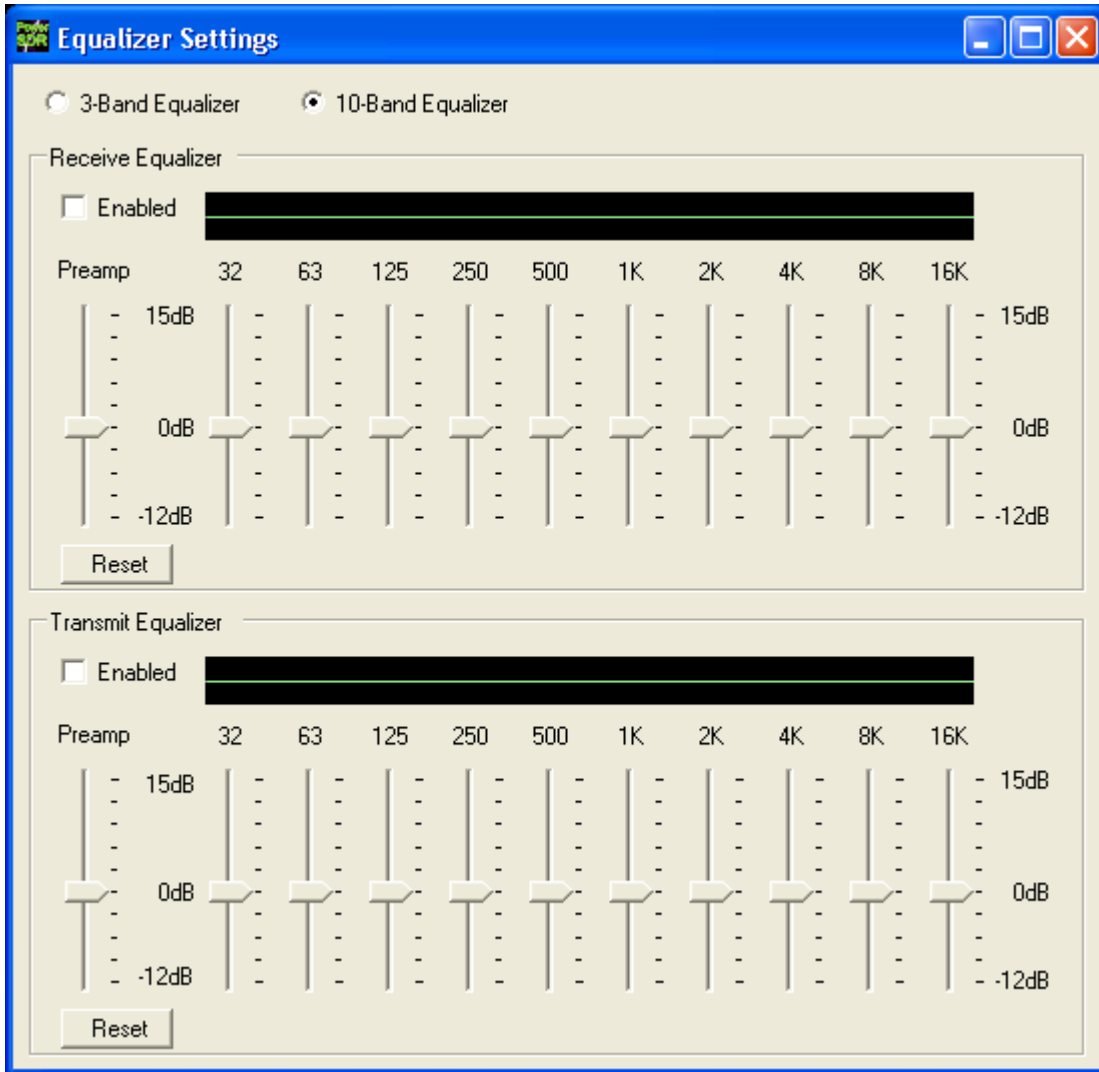 Power SDR Equalizer Settings
3-Band Equalizer 10-Band Equalizer
Receive Equalizer
Enabled
Preamp 32 63 125 250 500 1K 2K 4K 8K 16K
15dB 15dB
0dB 0dB
-12dB -12dB
Reset
Transmit Equalizer
Enabled
Preamp 32 63 125 250 500 1K 2K 4K 8K 16K
15dB 15dB
0dB 0dB
-12dB -12dB
Reset